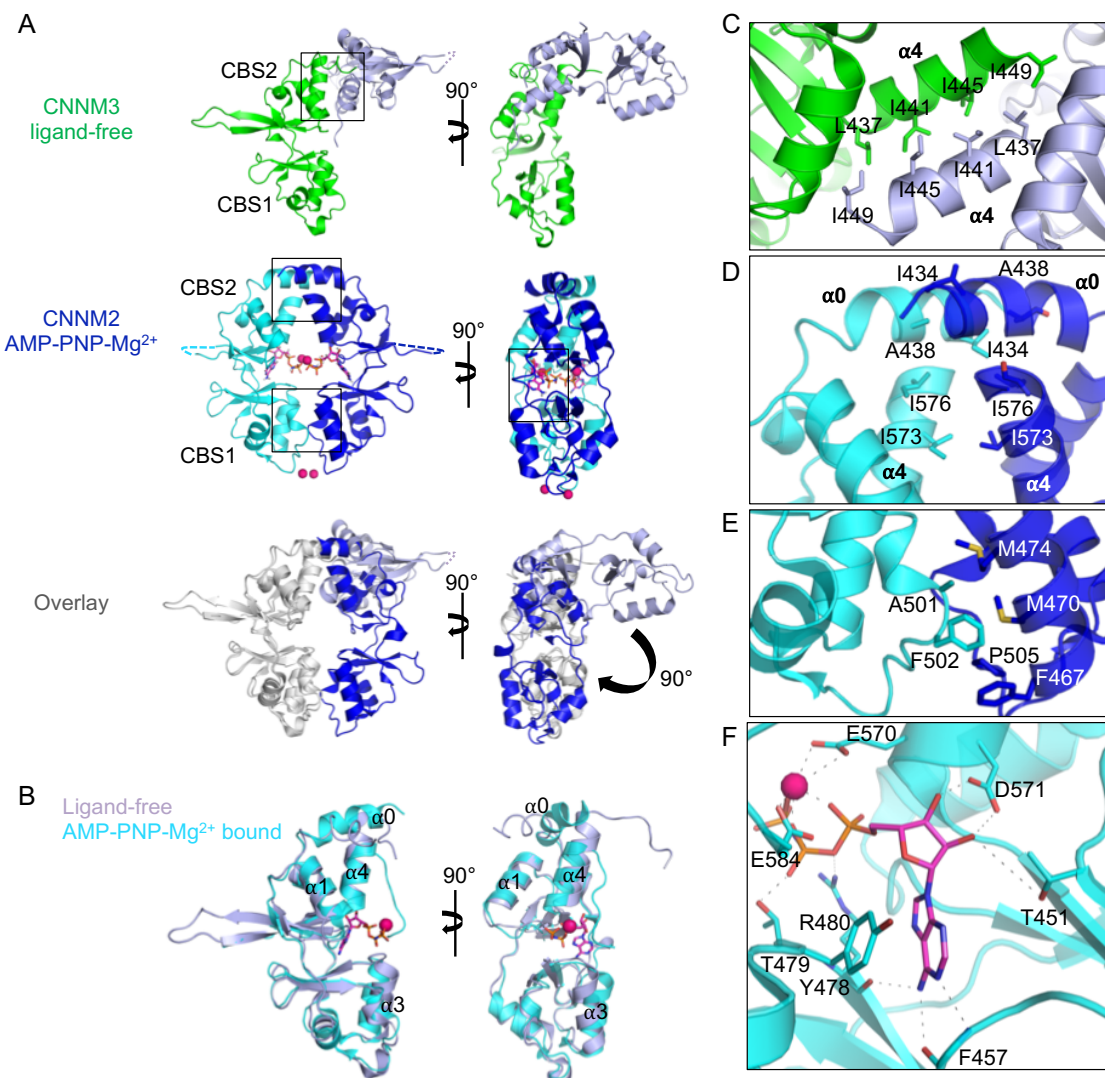 A
CNNM3
ligand-free
CBS2
CBS1
90°
CNNM2
AMP-PNP-Mg²⁺
CBS2
CBS1
90°
Overlay
90°
90°
B
Ligand-free
AMP-PNP-Mg²⁺ bound
α0
α1
α4
α3
90°
α0
α1
α4
α3
C
α4
I449
I445
I441
L437
L437
I441
I445
I449
α4
D
I434
A438
α0
α0
A438
I434
I576
I576
I573
I573
α4
α4
E
M474
A501
M470
F502
P505
F467
F
E570
D571
E584
T451
R480
T479
Y478
F457